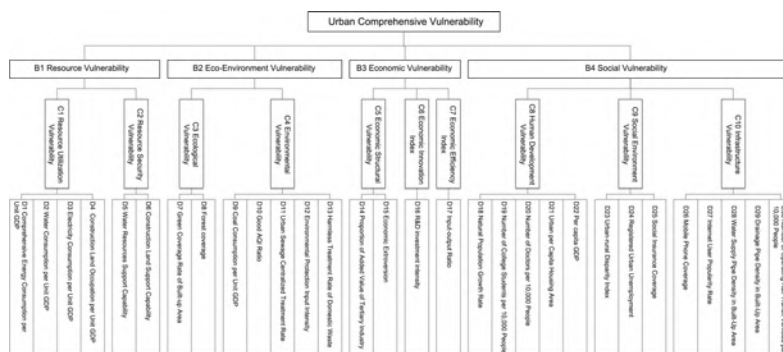 Urban Comprehensive Vulnerability
B1 Resource Vulnerability
B2 Eco-Environment Vulnerability
B3 Economic Vulnerability
B4 Social Vulnerability
C1 Resource Utilization
Vulnerability
C2 Resource Security
Vulnerability
C3 Ecological
Vulnerability
C4 Environmental
Vulnerability
C5 Economic Structural
Vulnerability
C6 Economic Innovation
Index
C7 Economic Efficiency
Index
C8 Human Development
Vulnerability
C9 Social Environment
Vulnerability
C10 Infrastructure
Vulnerability
D1 Comprehensive Energy Consumption per
Unit GDP
D2 Water Consumption per Unit GDP
D3 Electricity Consumption per Unit GDP
D4 Construction Land Occupation per Unit GDP
D5 Water Resources Support Capability
D6 Construction Land Support Capability
D7 Green Coverage Rate of Built-up Area
D8 Forest coverage
D9 Coal Consumption per Unit GDP
D10 Good AQI Ratio
D11 Urban Sewage Centralized Treatment Rate
D12 Environmental Protection Input Intensity
D13 Harmless Treatment Rate of Domestic Waste
D14 Proportion of Added Value of Tertiary Industry
D15 Economic Extroversion
D16 R&D investment intensity
D17 Input-output Ratio
D18 Natural Population Growth Rate
D19 Number of College Students per 10,000 People
D20 Number of Doctors per 10,000 People
D21 Urban per Capita Housing Area
D22 Per capita GDP
D23 Urban-rural Disparity Index
D24 Registered Urban Unemployment
D25 Social Insurance Coverage
D26 Mobile Phone Coverage
D27 Internet User Popularity Rate
D28 Water Supply Pipe Density in Built-Up Area
D29 Drainage Pipe Density in Built-Up Area
10,000 People